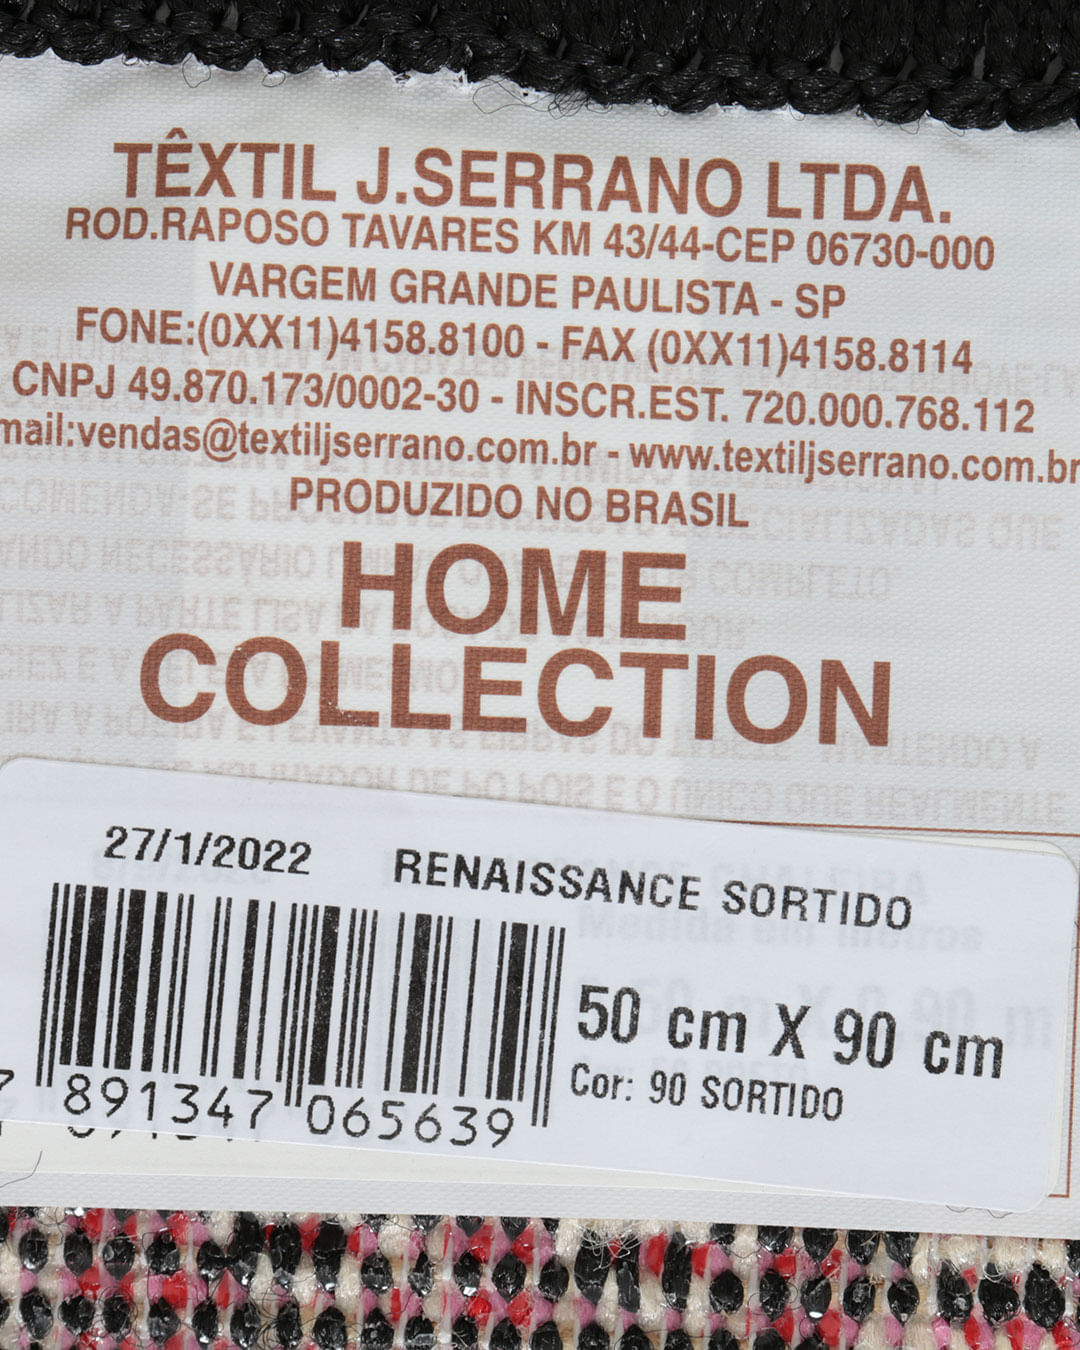 TÊXTIL J.SERRANO LTDA.
ROD.RAPOSO TAVARES KM 43/44-CEP 06730-000
VARGEM GRANDE PAULISTA - SP
FONE:(0XX11)4158.8100 - FAX (0XX11)4158.8114
CNPJ 49.870.173/0002-30 - INSCR.EST. 720.000.768.112
mail:vendas@textiljserrano.com.br - www.textiljserrano.com.br
PRODUZIDO NO BRASIL
HOME
COLLECTION
27/1/2022 RENAISSANCE SORTIDO
50 cm X 90 cm
Cor: 90 SORTIDO
7 891347 065639